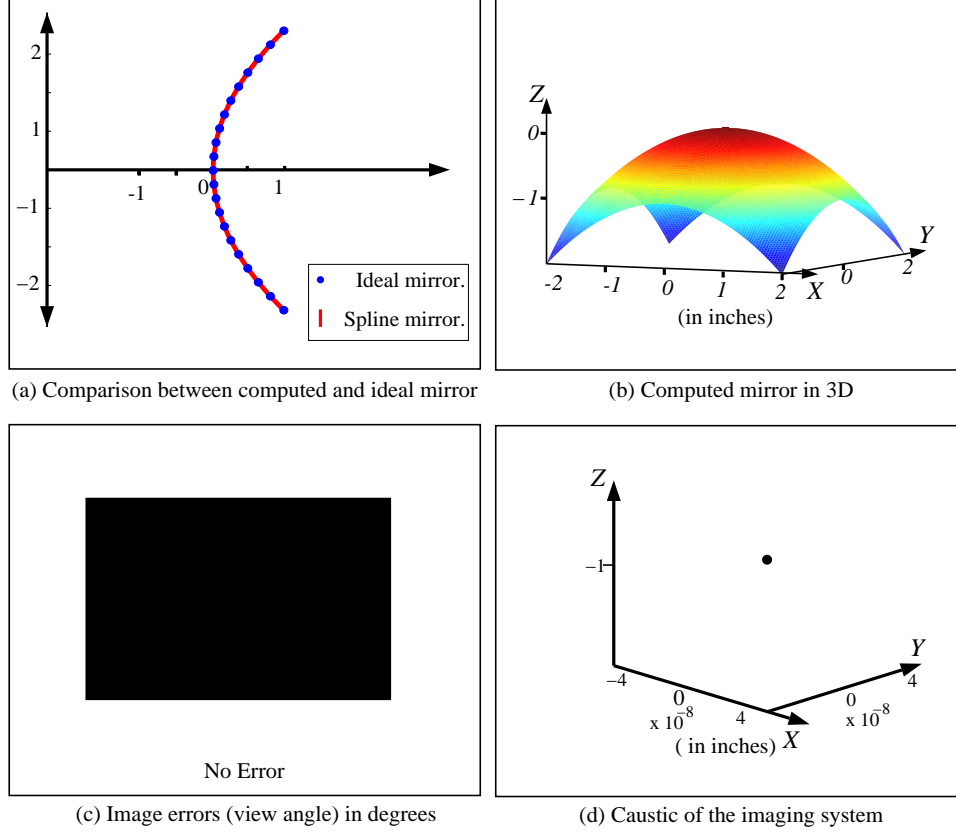 2
1
-1
0
1
−1
−2
Ideal mirror.
Spline mirror.
(a) Comparison between computed and ideal mirror
Z
0
−1
-2
-1
0
1
2
X
0
2
Y
(in inches)
(b) Computed mirror in 3D
No Error
(c) Image errors (view angle) in degrees
Z
−1
−4
0
4
x 10⁻⁸
X
0
4
x 10⁻⁸
Y
( in inches)
(d) Caustic of the imaging system